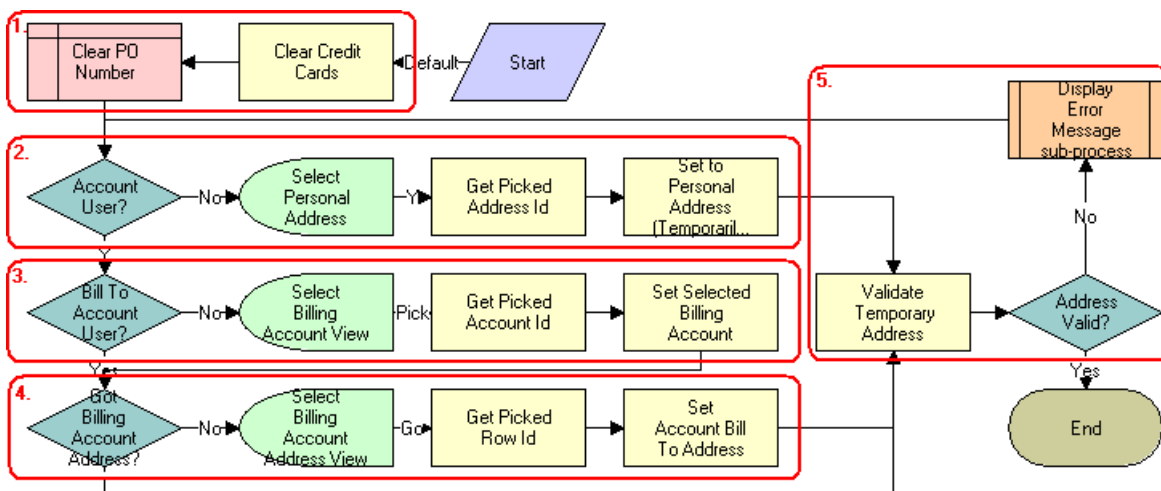 1.
Clear PO
Number
Clear Credit
Cards
Default
Start
5.
Display
Error
Message
sub-process
2.
Account
User?
No
Select
Personal
Address
Y
Get Picked
Address Id
Set to
Personal
Address
(Temporaril...
No
Y
3.
Bill To
Account
User?
No
Select
Billing
Account View
Pick
Get Picked
Account Id
Set Selected
Billing
Account
Validate
Temporary
Address
Address
Valid?
Yes
Yes
4.
Got
Billing
Account
Address?
No
Select
Billing
Account
Address View
Go
Get Picked
Row Id
Set
Account Bill
To Address
End